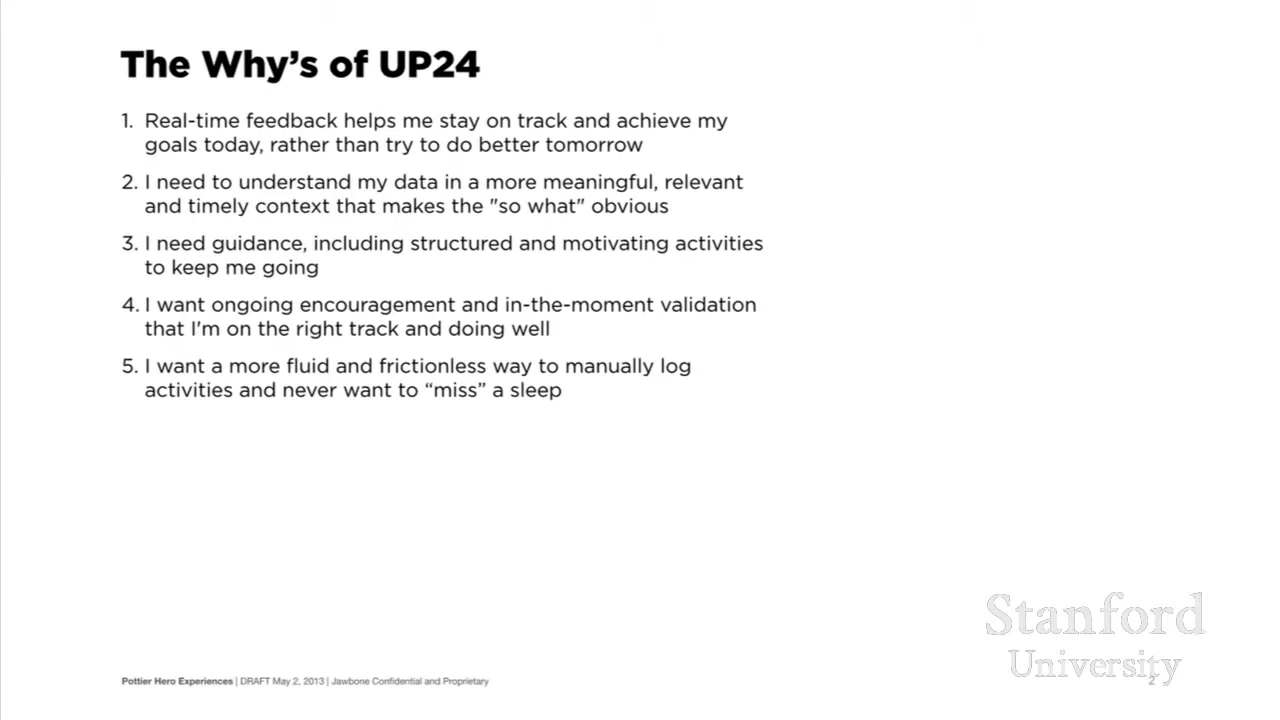 The Why’s of UP24
1. Real-time feedback helps me stay on track and achieve my
goals today, rather than try to do better tomorrow
2. I need to understand my data in a more meaningful, relevant
and timely context that makes the "so what" obvious
3. I need guidance, including structured and motivating activities
to keep me going
4. I want ongoing encouragement and in-the-moment validation
that I'm on the right track and doing well
5. I want a more fluid and frictionless way to manually log
activities and never want to “miss” a sleep
Pottier Hero Experiences | DRAFT May 2, 2013 | Jawbone Confidential and Proprietary
Stanford
University
2